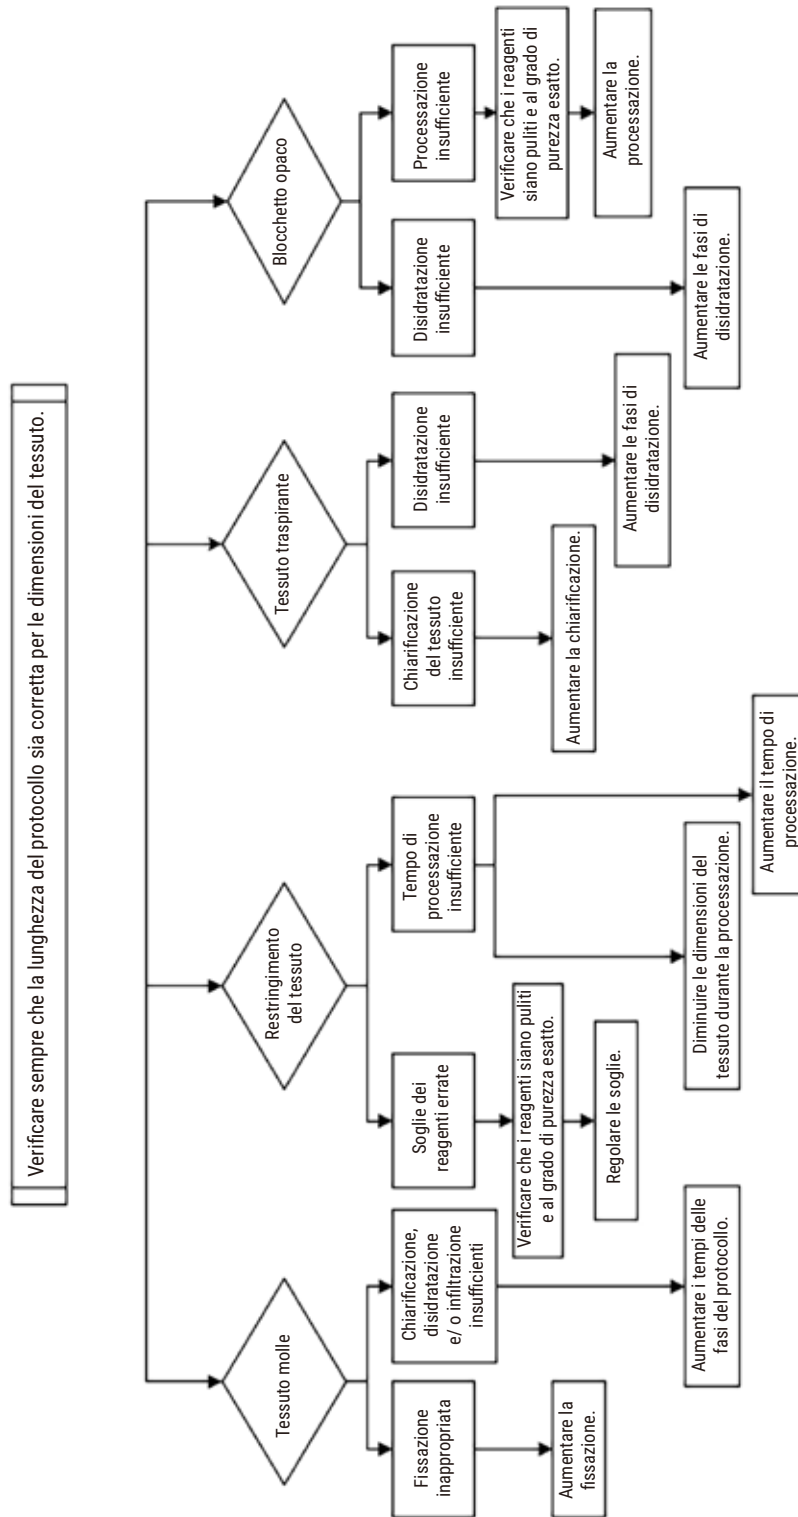 Verificare sempre che la lunghezza del protocollo sia corretta per le dimensioni del tessuto.
Tessuto molle
Fissazione
inappropriata
Aumentare la
fissazione.
Chiarificazione,
disidratazione
e/ o infiltrazione
insufficienti
Aumentare i tempi delle
fasi del protocollo.
Restringimento
del tessuto
Soglie dei
reagenti errate
Verificare che i reagenti siano puliti
e al grado di purezza esatto.
Regolare le soglie.
Tempo di
processazione
insufficiente
Diminuire le dimensioni del
tessuto durante la processazione.
Aumentare il tempo di
processazione.
Tessuto traspirante
Chiarificazione
del tessuto
insufficiente
Aumentare la chiarificazione.
Disidratazione
insufficiente
Aumentare le fasi di
disidratazione.
Blocchetto opaco
Disidratazione
insufficiente
Aumentare le fasi di
disidratazione.
Processazione
insufficiente
Verificare che i reagenti
siano puliti e al grado di
purezza esatto.
Aumentare la
processazione.